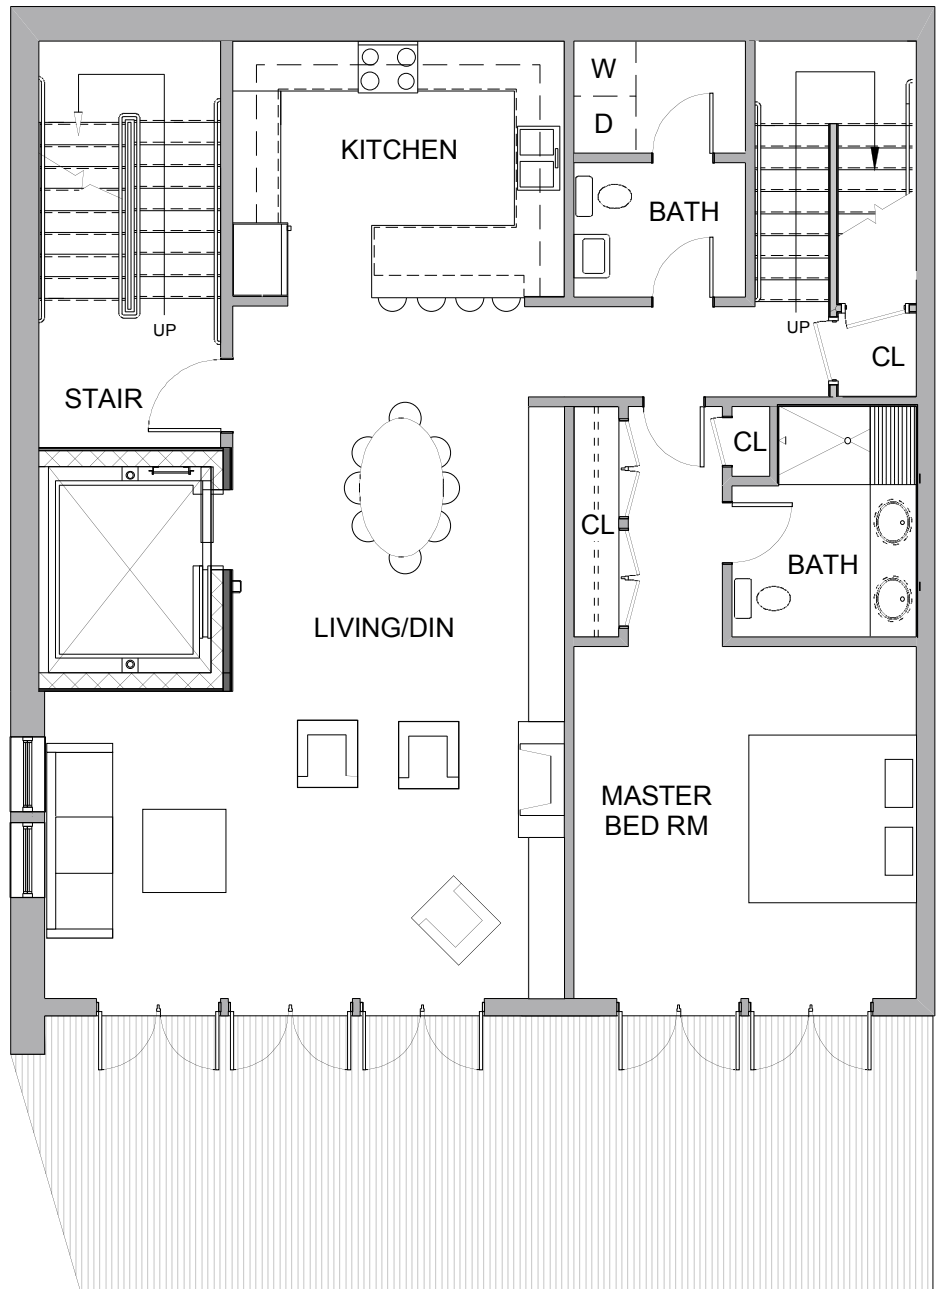 W
D
KITCHEN
BATH
UP
UP
CL
STAIR
CL
CL
BATH
LIVING/DIN
MASTER
BED RM